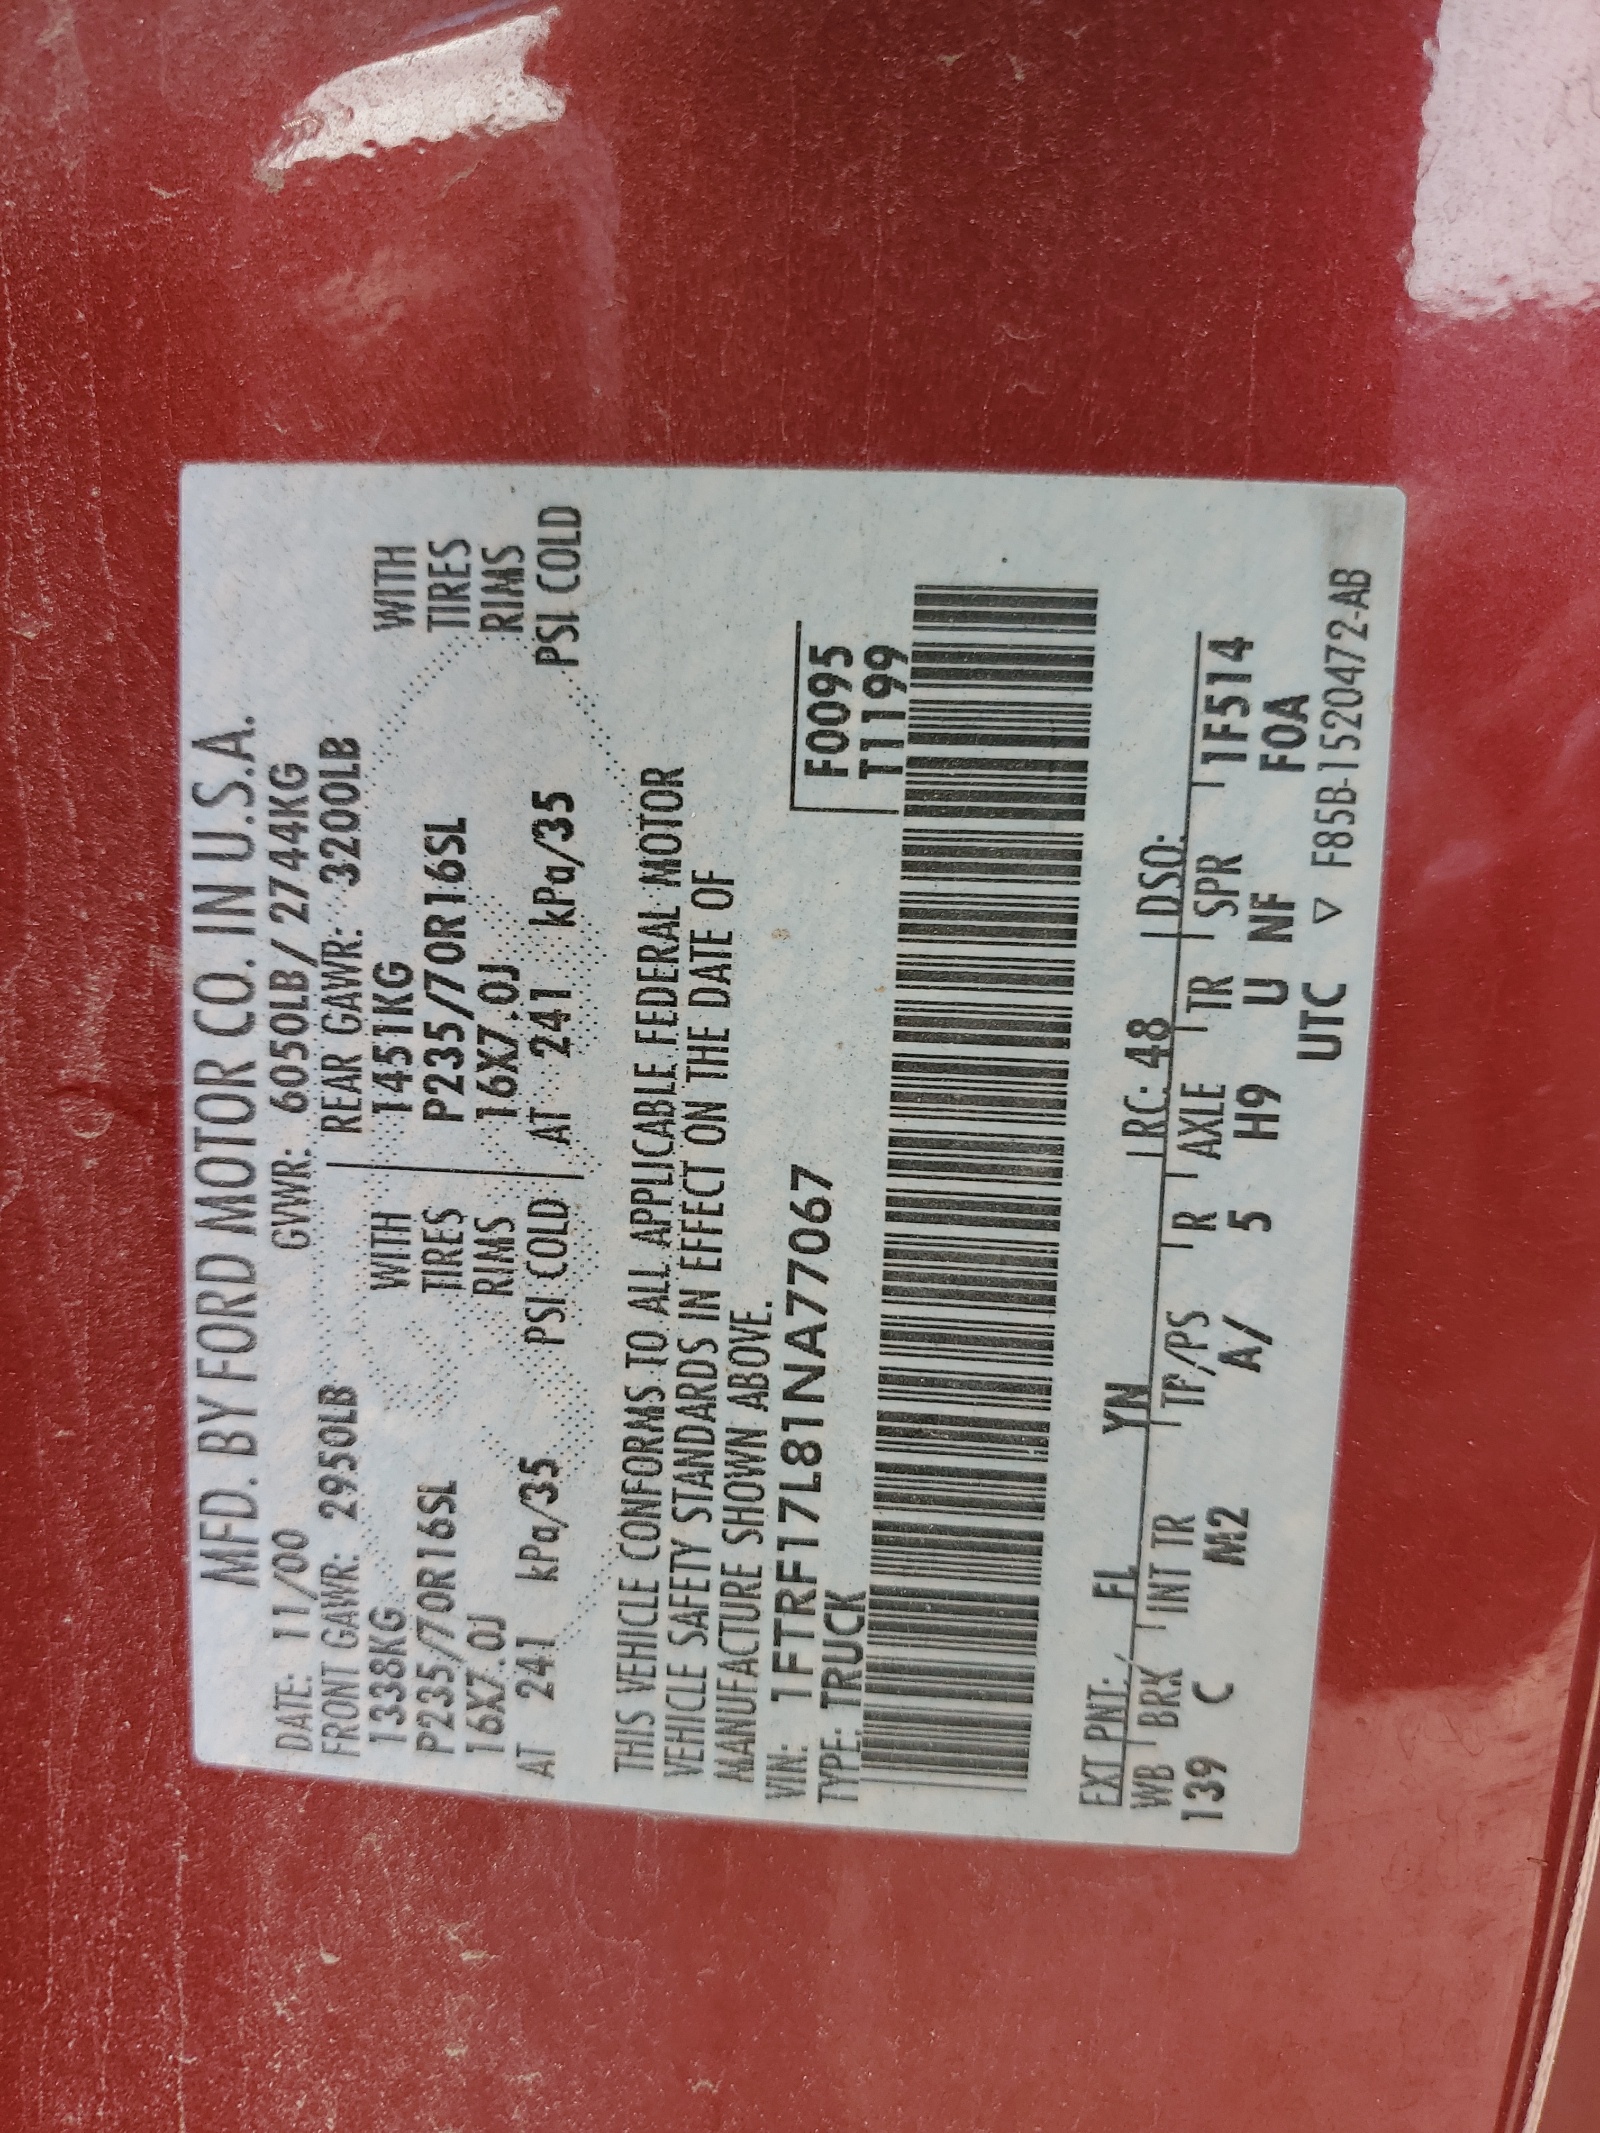 MFD. BY FORD MOTOR CO. IN U.S.A.
DATE: 11/00 GVWR: 6050LB/ 2744KG
FRONT GAWR: 2950LB REAR GAWR: 3200LB
1338KG WITH 1451KG WITH
P235/70R16SL TIRES P235/70R16SL TIRES
16X7.0J RIMS 16X7.0J RIMS
AT 241 kPa/35 PSI COLD AT 241 kPa/35 PSI COLD
THIS VEHICLE CONFORMS TO ALL APPLICABLE FEDERAL MOTOR
VEHICLE SAFETY STANDARDS IN EFFECT ON THE DATE OF
MANUFACTURE SHOWN ABOVE.
VIN: 1FTRF17L81NA77067 F0095
TYPE: TRUCK T1199
EXT PNT: FL YN RC: 48 DSO:
WB BRK INT TR TP/PS R AXLE TR SPR 1F514
139 C M2 A/ 5 H9 U NF F0A
UTC ▽ F85B-1520472-AB